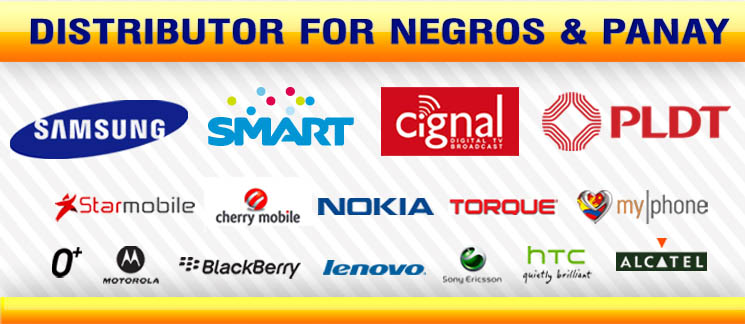 DISTRIBUTOR FOR NEGROS & PANAY
SAMSUNG
SMART
cignal
DIGITAL TV
BROADCAST
PLDT
Starmobile
cherry mobile
NOKIA
TORQUE
my|phone
O+
MOTOROLA
BlackBerry
lenovo
Sony Ericsson
hTC
quietly brilliant
ALCATEL